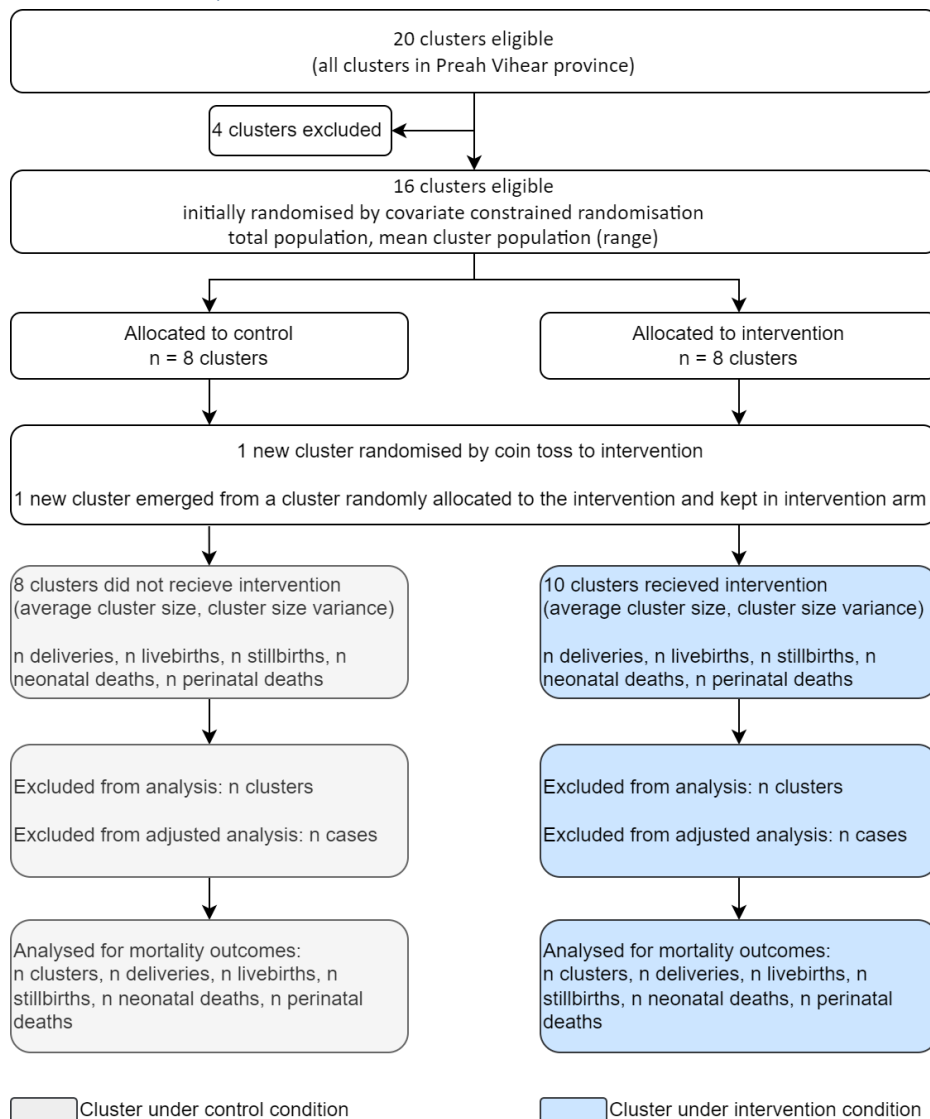 20 clusters eligible
(all clusters in Preah Vihear province)
4 clusters excluded
16 clusters eligible
initially randomised by covariate constrained randomisation
total population, mean cluster population (range)
Allocated to control
n = 8 clusters
Allocated to intervention
n = 8 clusters
1 new cluster randomised by coin toss to intervention
1 new cluster emerged from a cluster randomly allocated to the intervention and kept in intervention arm
8 clusters did not recieve intervention
(average cluster size, cluster size variance)
n deliveries, n livebirths, n stillbirths, n
neonatal deaths, n perinatal deaths
10 clusters recieved intervention
(average cluster size, cluster size variance)
n deliveries, n livebirths, n stillbirths, n
neonatal deaths, n perinatal deaths
Excluded from analysis: n clusters
Excluded from adjusted analysis: n cases
Excluded from analysis: n clusters
Excluded from adjusted analysis: n cases
Analysed for mortality outcomes:
n clusters, n deliveries, n livebirths, n
stillbirths, n neonatal deaths, n perinatal
deaths
Analysed for mortality outcomes:
n clusters, n deliveries, n livebirths, n
stillbirths, n neonatal deaths, n perinatal
deaths
Cluster under control condition
Cluster under intervention condition